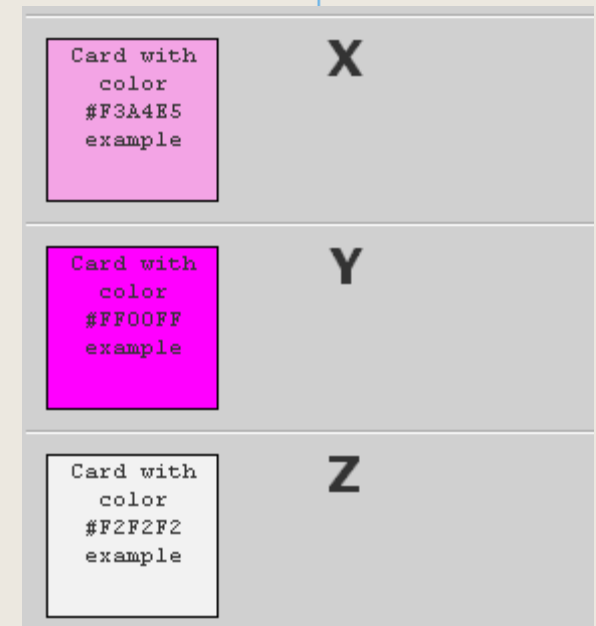 Card with
color
#F3A4E5
example
X
Card with
color
#FF00FF
example
Y
Card with
color
#F2F2F2
example
Z